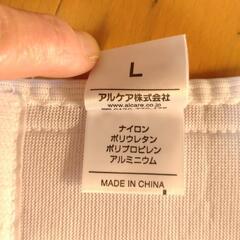 L
アルケア株式会社
www.alcare.co.jp
ナイロン
ポリウレタン
ポリプロピレン
アルミニウム
MADE IN CHINA